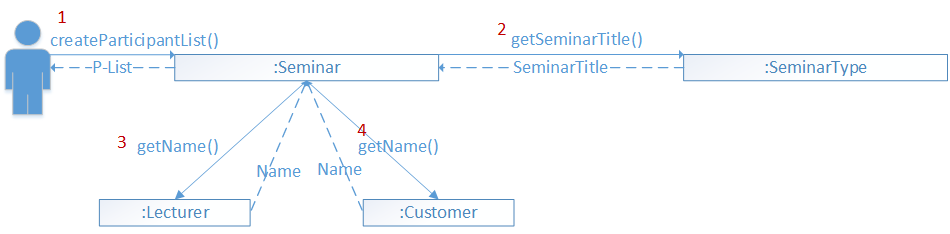 1
createParticipantList()
P-List
:Seminar
2
getSeminarTitle()
SeminarTitle
:SeminarType
3
getName()
Name
4
getName()
Name
:Lecturer
:Customer